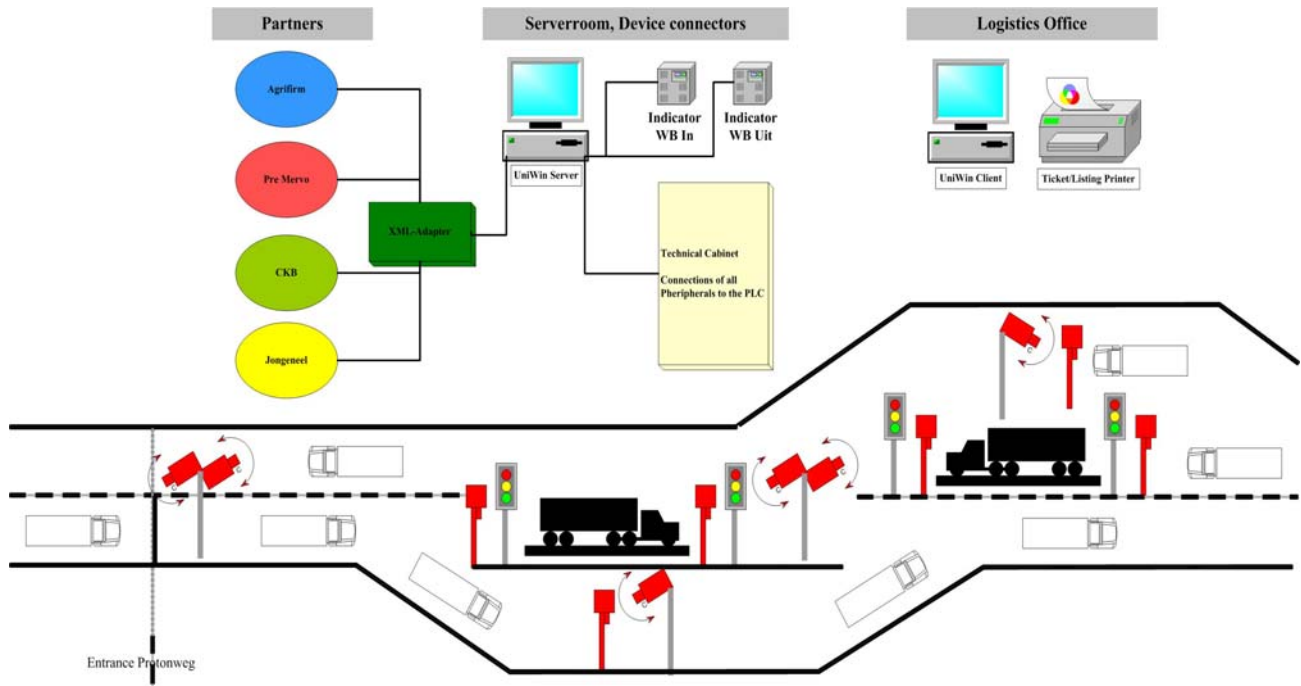 Partners
Serverroom, Device connectors
Logistics Office
Agrifirm
Pre Mervo
CKB
Jongeneel
XML-Adapter
UniWin Server
Indicator
WB In
Indicator
WB Uit
Technical Cabinet
Connections of all
Pheripherals to the PLC
UniWin Client
Ticket/Listing Printer
Entrance Protonweg